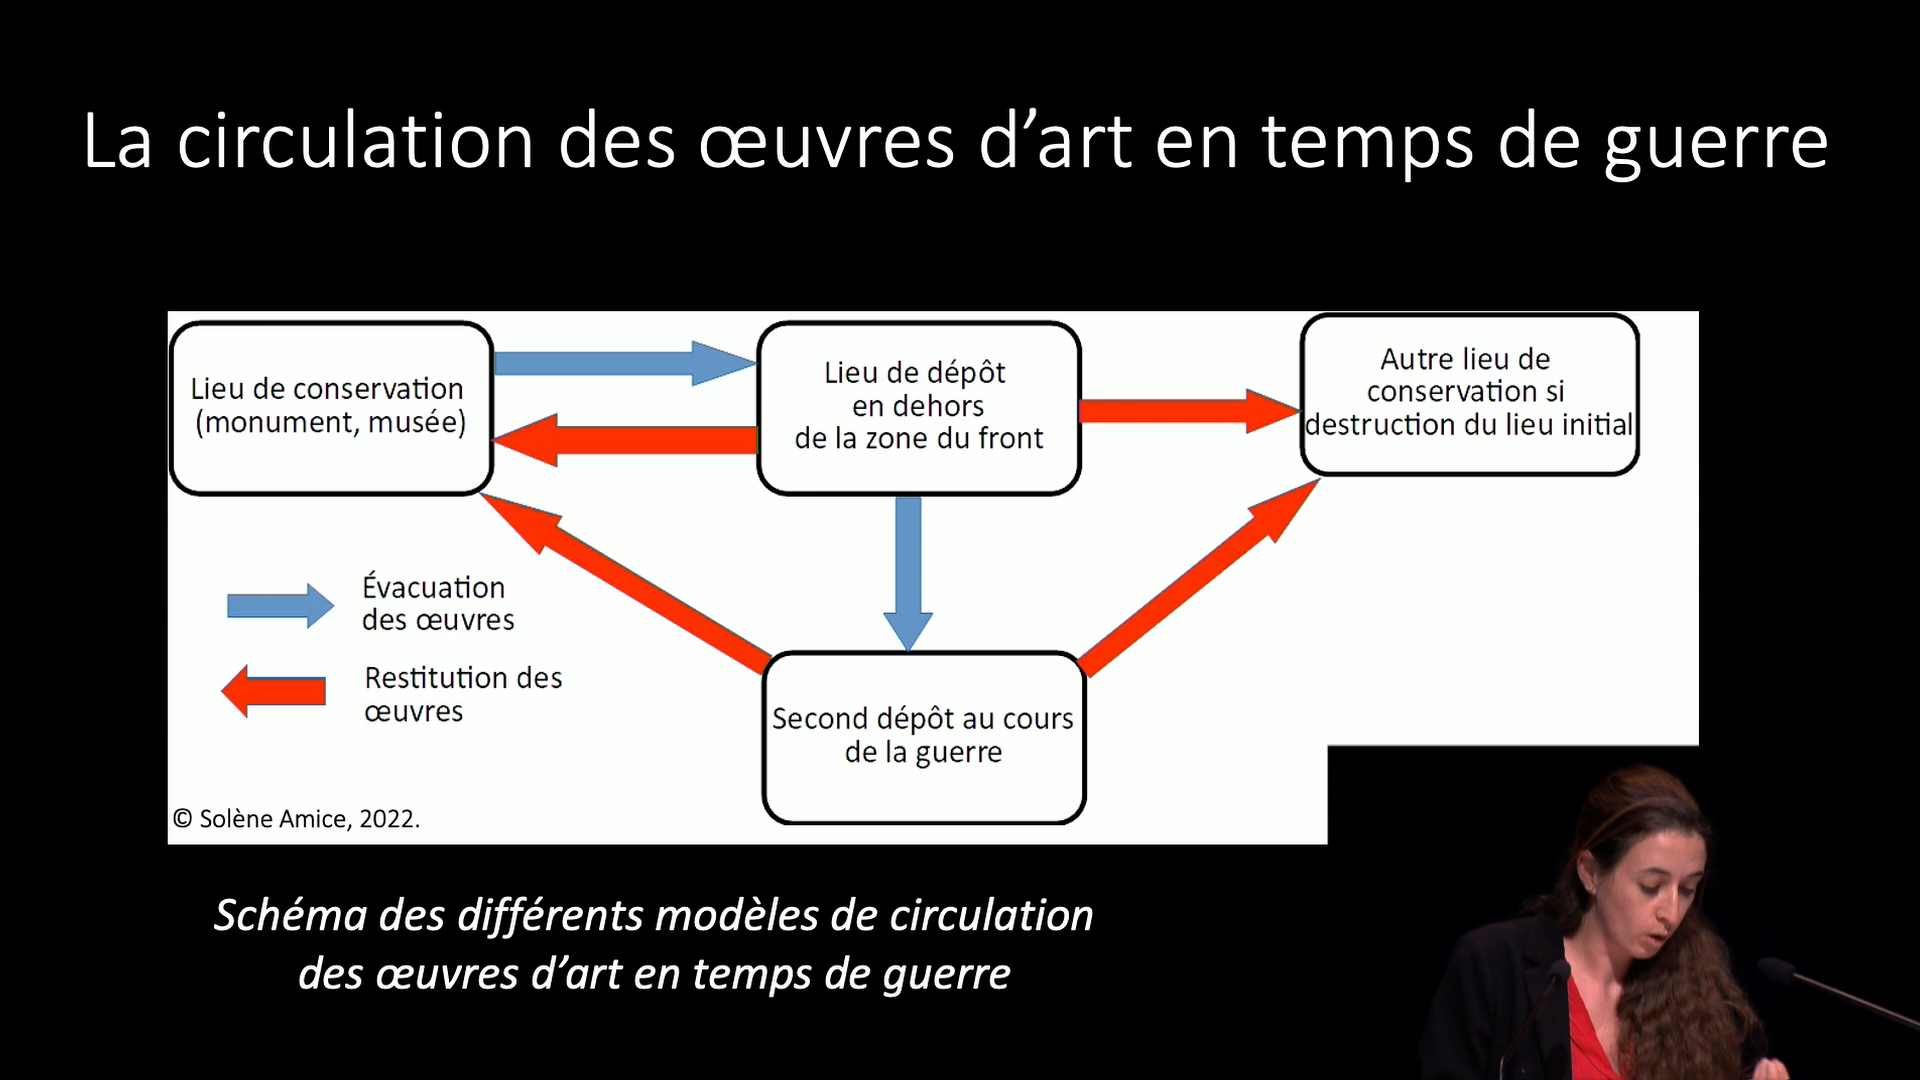 La circulation des œuvres d’art en temps de guerre
Lieu de conservation
(monument, musée)
Lieu de dépôt
en dehors
de la zone du front
Autre lieu de
conservation si
destruction du lieu initial
Évacuation
des œuvres
Restitution des
œuvres
Second dépôt au cours
de la guerre
© Solène Amice, 2022.
Schéma des différents modèles de circulation
des œuvres d’art en temps de guerre